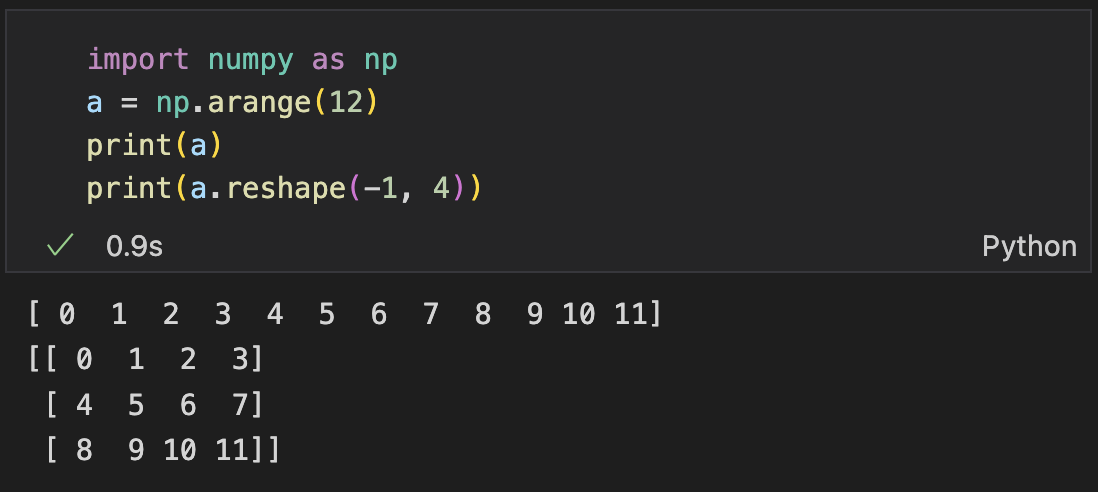 import numpy as np
a = np.arange(12)
print(a)
print(a.reshape(-1, 4))
✓ 0.9s Python
[ 0  1  2  3  4  5  6  7  8  9 10 11]
[[ 0  1  2  3]
 [ 4  5  6  7]
 [ 8  9 10 11]]